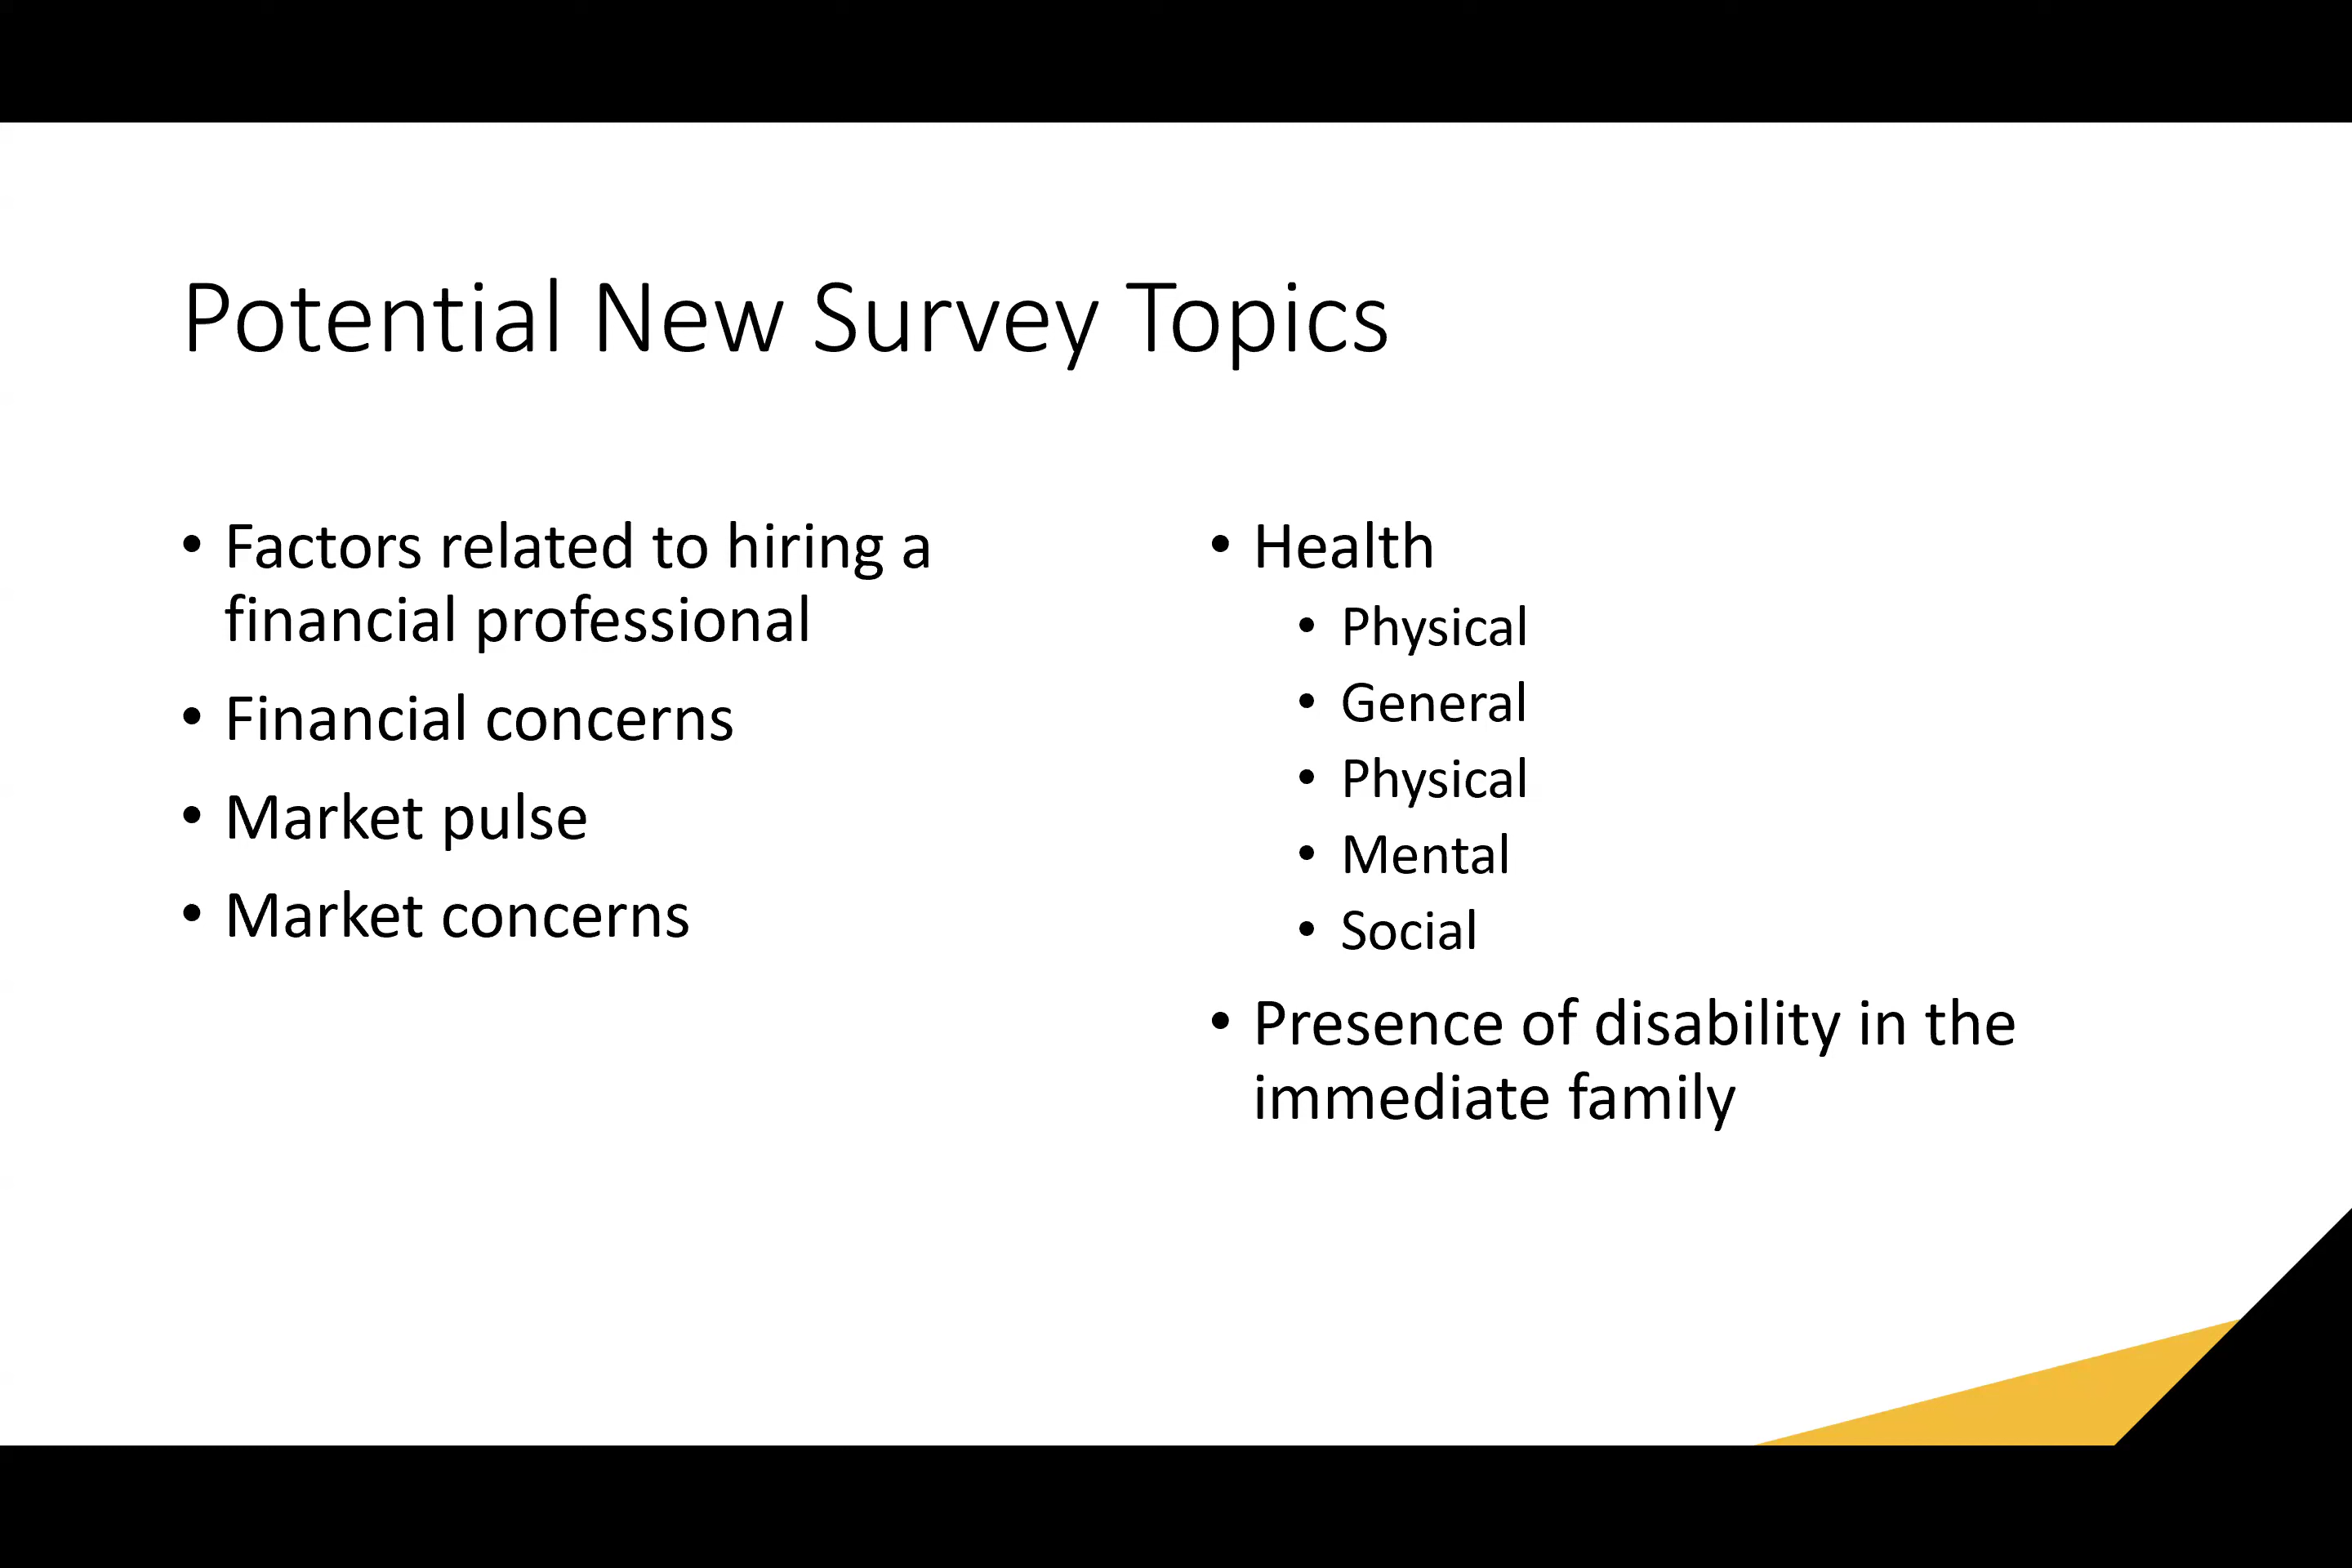 Potential New Survey Topics
• Factors related to hiring a
financial professional
• Financial concerns
• Market pulse
• Market concerns
• Health
• Physical
• General
• Physical
• Mental
• Social
• Presence of disability in the
immediate family